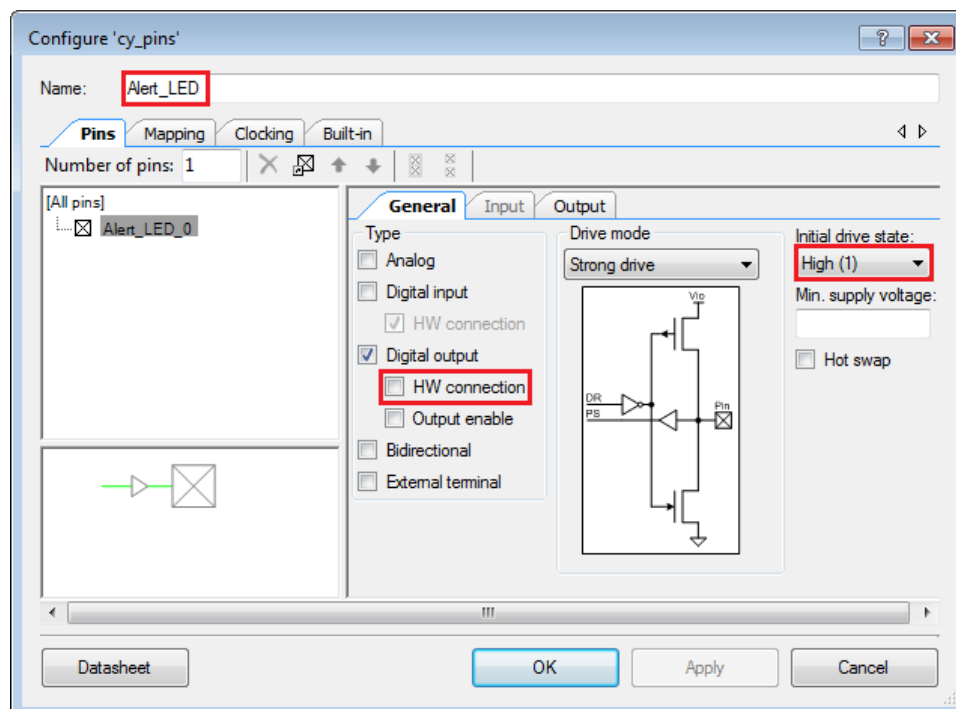 Configure 'cy_pins'
Name: Alert_LED
Pins Mapping Clocking Built-in
Number of pins: 1
[All pins]
Alert_LED_0
General Input Output
Type
Analog
Digital input
HW connection
Digital output
HW connection
Output enable
Bidirectional
External terminal
Drive mode
Strong drive
Vio
DR
PS
Pin
Initial drive state:
High (1)
Min. supply voltage:
Hot swap
Datasheet OK Apply Cancel